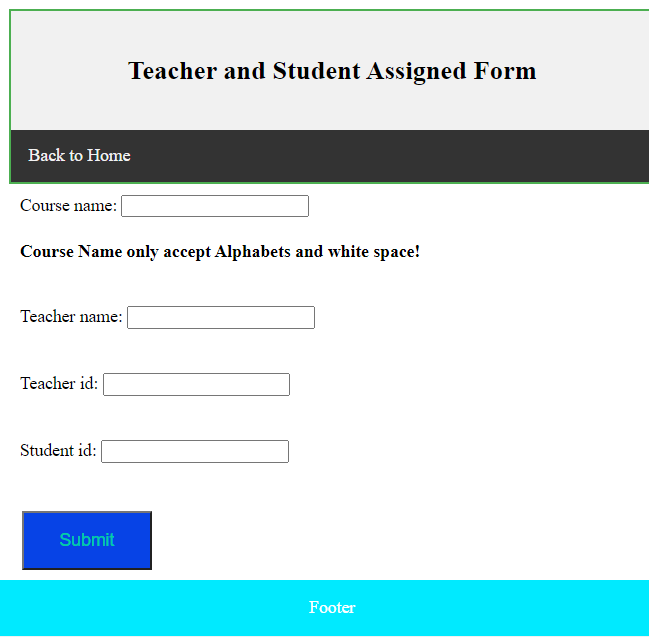 Teacher and Student Assigned Form
Back to Home
Course name:
Course Name only accept Alphabets and white space!
Teacher name:
Teacher id:
Student id:
Submit
Footer